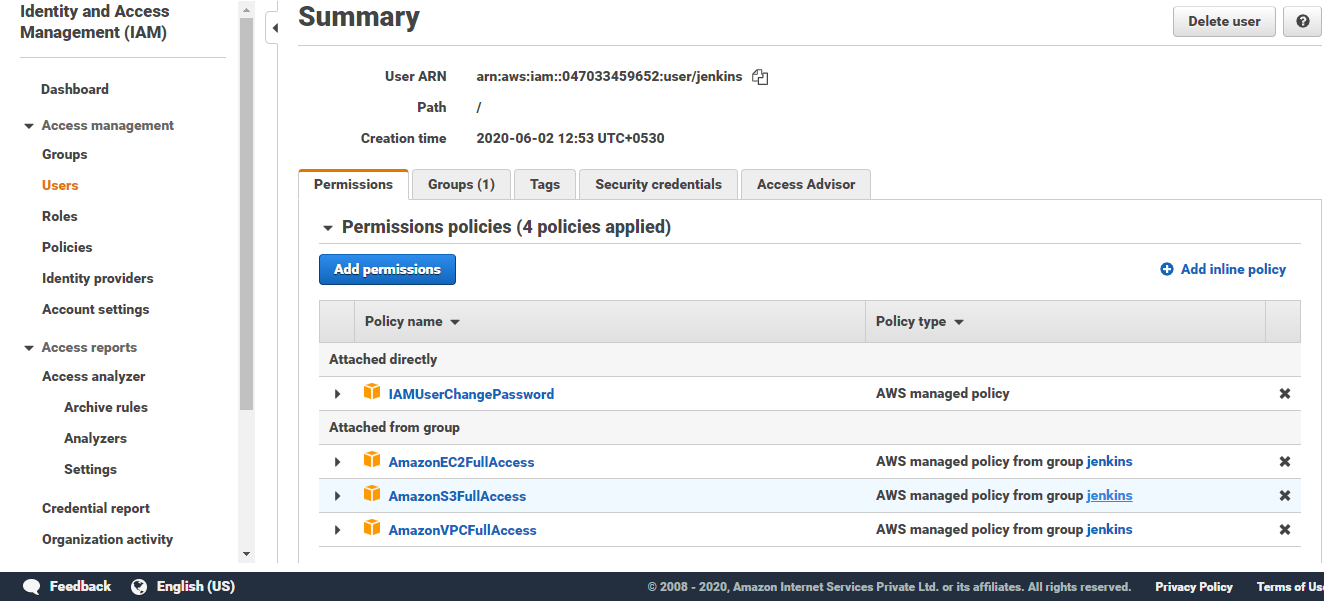 Identity and Access
Management (IAM)
Dashboard
Access management
Groups
Users
Roles
Policies
Identity providers
Account settings
Access reports
Access analyzer
Archive rules
Analyzers
Settings
Credential report
Organization activity
Summary
Delete user
?
User ARN arn:aws:iam::047033459652:user/jenkins
Path /
Creation time 2020-06-02 12:53 UTC+0530
Permissions Groups (1) Tags Security credentials Access Advisor
Permissions policies (4 policies applied)
Add permissions Add inline policy
Policy name Policy type
Attached directly
IAMUserChangePassword AWS managed policy
Attached from group
AmazonEC2FullAccess AWS managed policy from group jenkins
AmazonS3FullAccess AWS managed policy from group jenkins
AmazonVPCFullAccess AWS managed policy from group jenkins
Feedback English (US) © 2008 - 2020, Amazon Internet Services Private Ltd. or its affiliates. All rights reserved. Privacy Policy Terms of Us